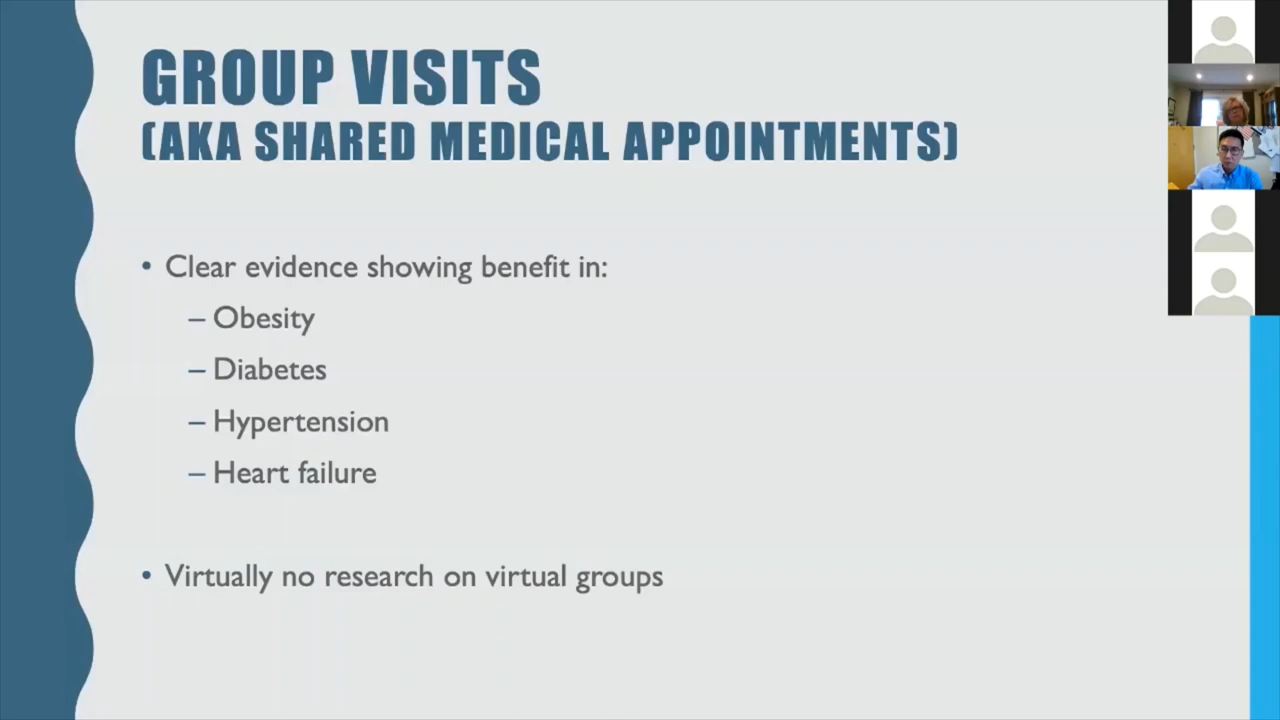 GROUP VISITS
(AKA SHARED MEDICAL APPOINTMENTS)
• Clear evidence showing benefit in:
– Obesity
– Diabetes
– Hypertension
– Heart failure
• Virtually no research on virtual groups